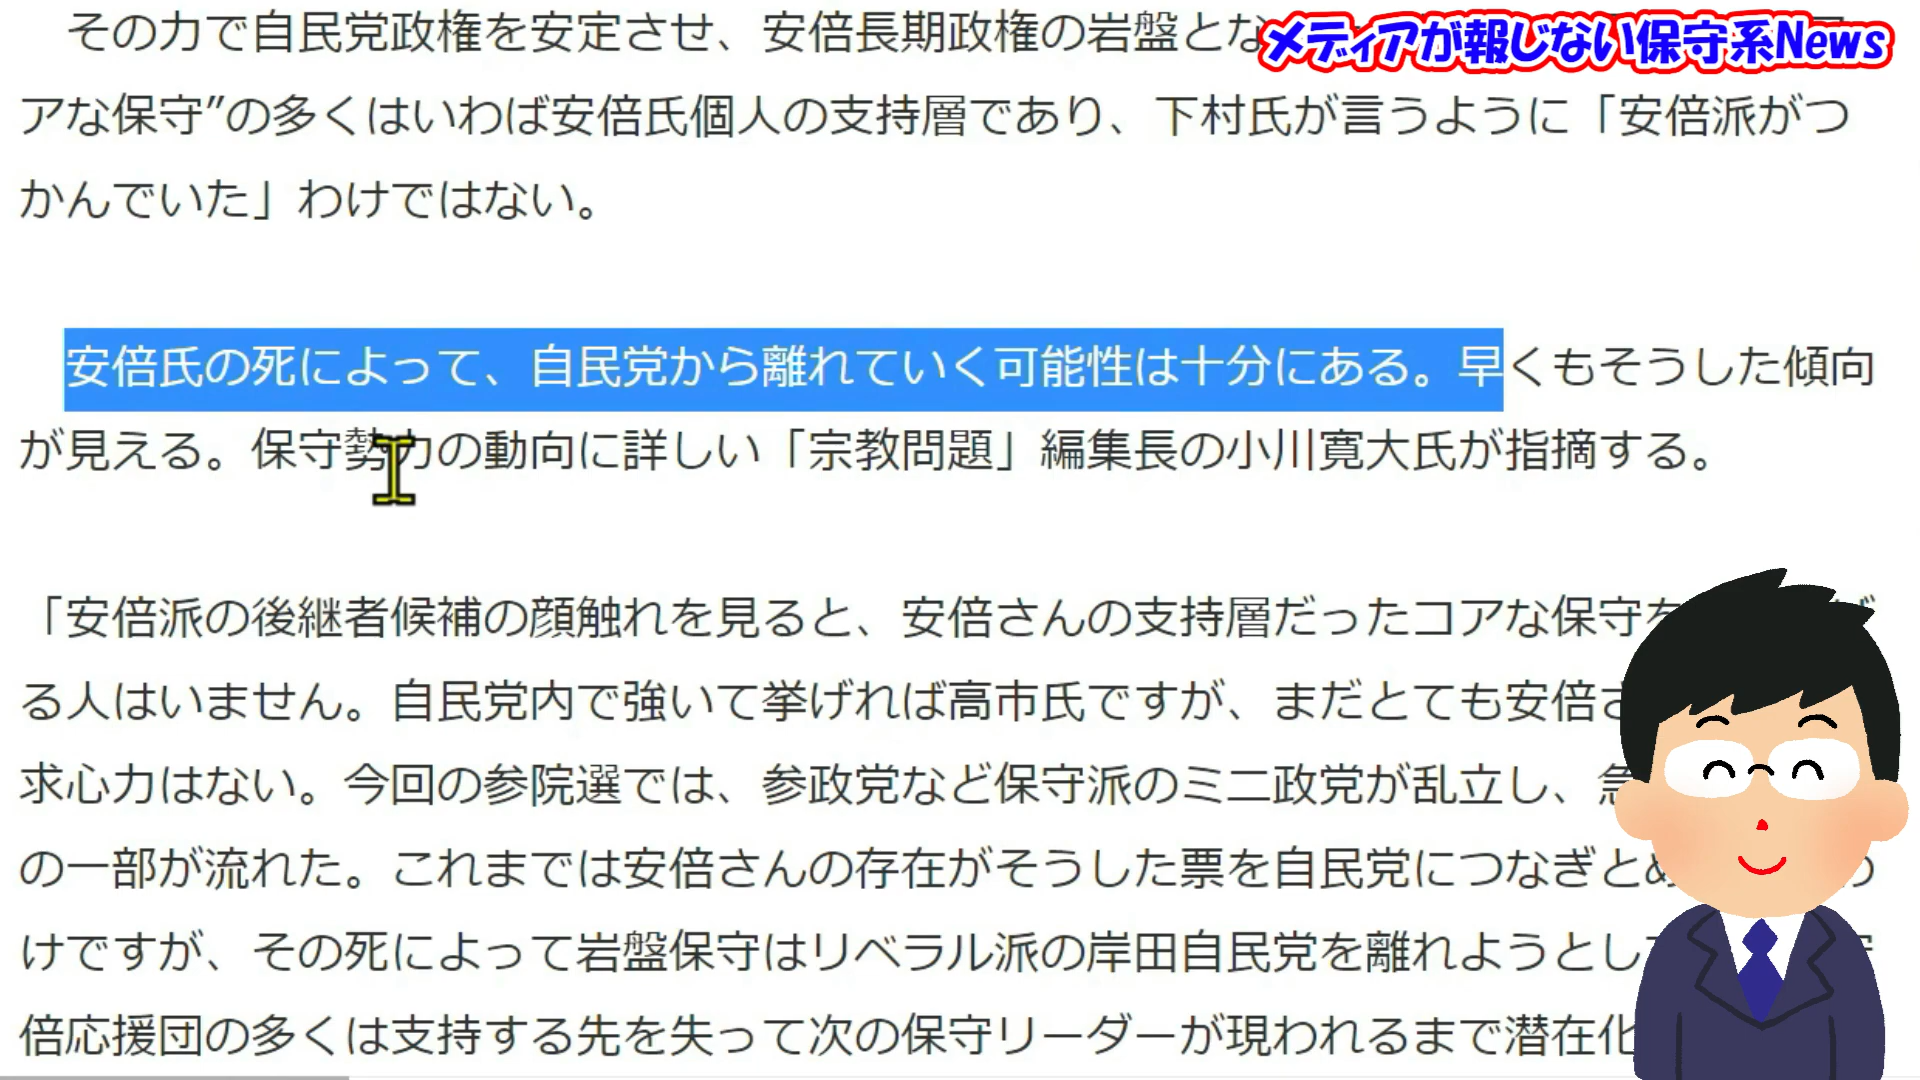 その力で自民党政権を安定させ、安倍長期政権の岩盤とな
メディアが報じない保守系News
アな保守”の多くはいわば安倍氏個人の支持層であり、下村氏が言うように「安倍派がつ
かんでいた」わけではない。
安倍氏の死によって、自民党から離れていく可能性は十分にある。早くもそうした傾向
が見える。保守勢力の動向に詳しい「宗教問題」編集長の小川寛大氏が指摘する。
「安倍派の後継者候補の顔触れを見ると、安倍さんの支持層だったコアな保守を
る人はいません。自民党内で強いて挙げれば高市氏ですが、まだとても安倍さ
求心力はない。今回の参院選では、参政党など保守派のミニ政党が乱立し、
の一部が流れた。これまでは安倍さんの存在がそうした票を自民党につなぎとめ
けですが、その死によって岩盤保守はリベラル派の岸田自民党を離れようとし
倍応援団の多くは支持する先を失って次の保守リーダーが現われるまで潜在化